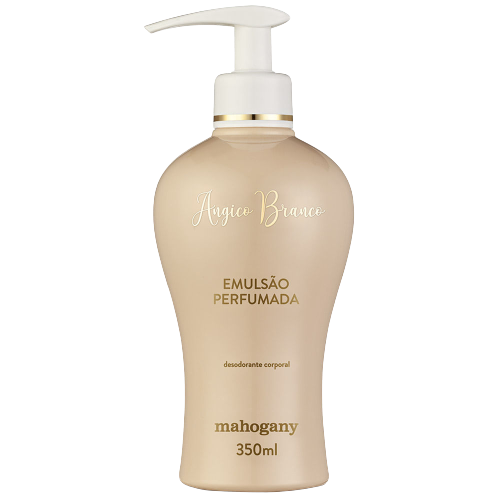 Angico Branco
EMULSÃO
PERFUMADA
desodorante corporal
mahogany
350ml